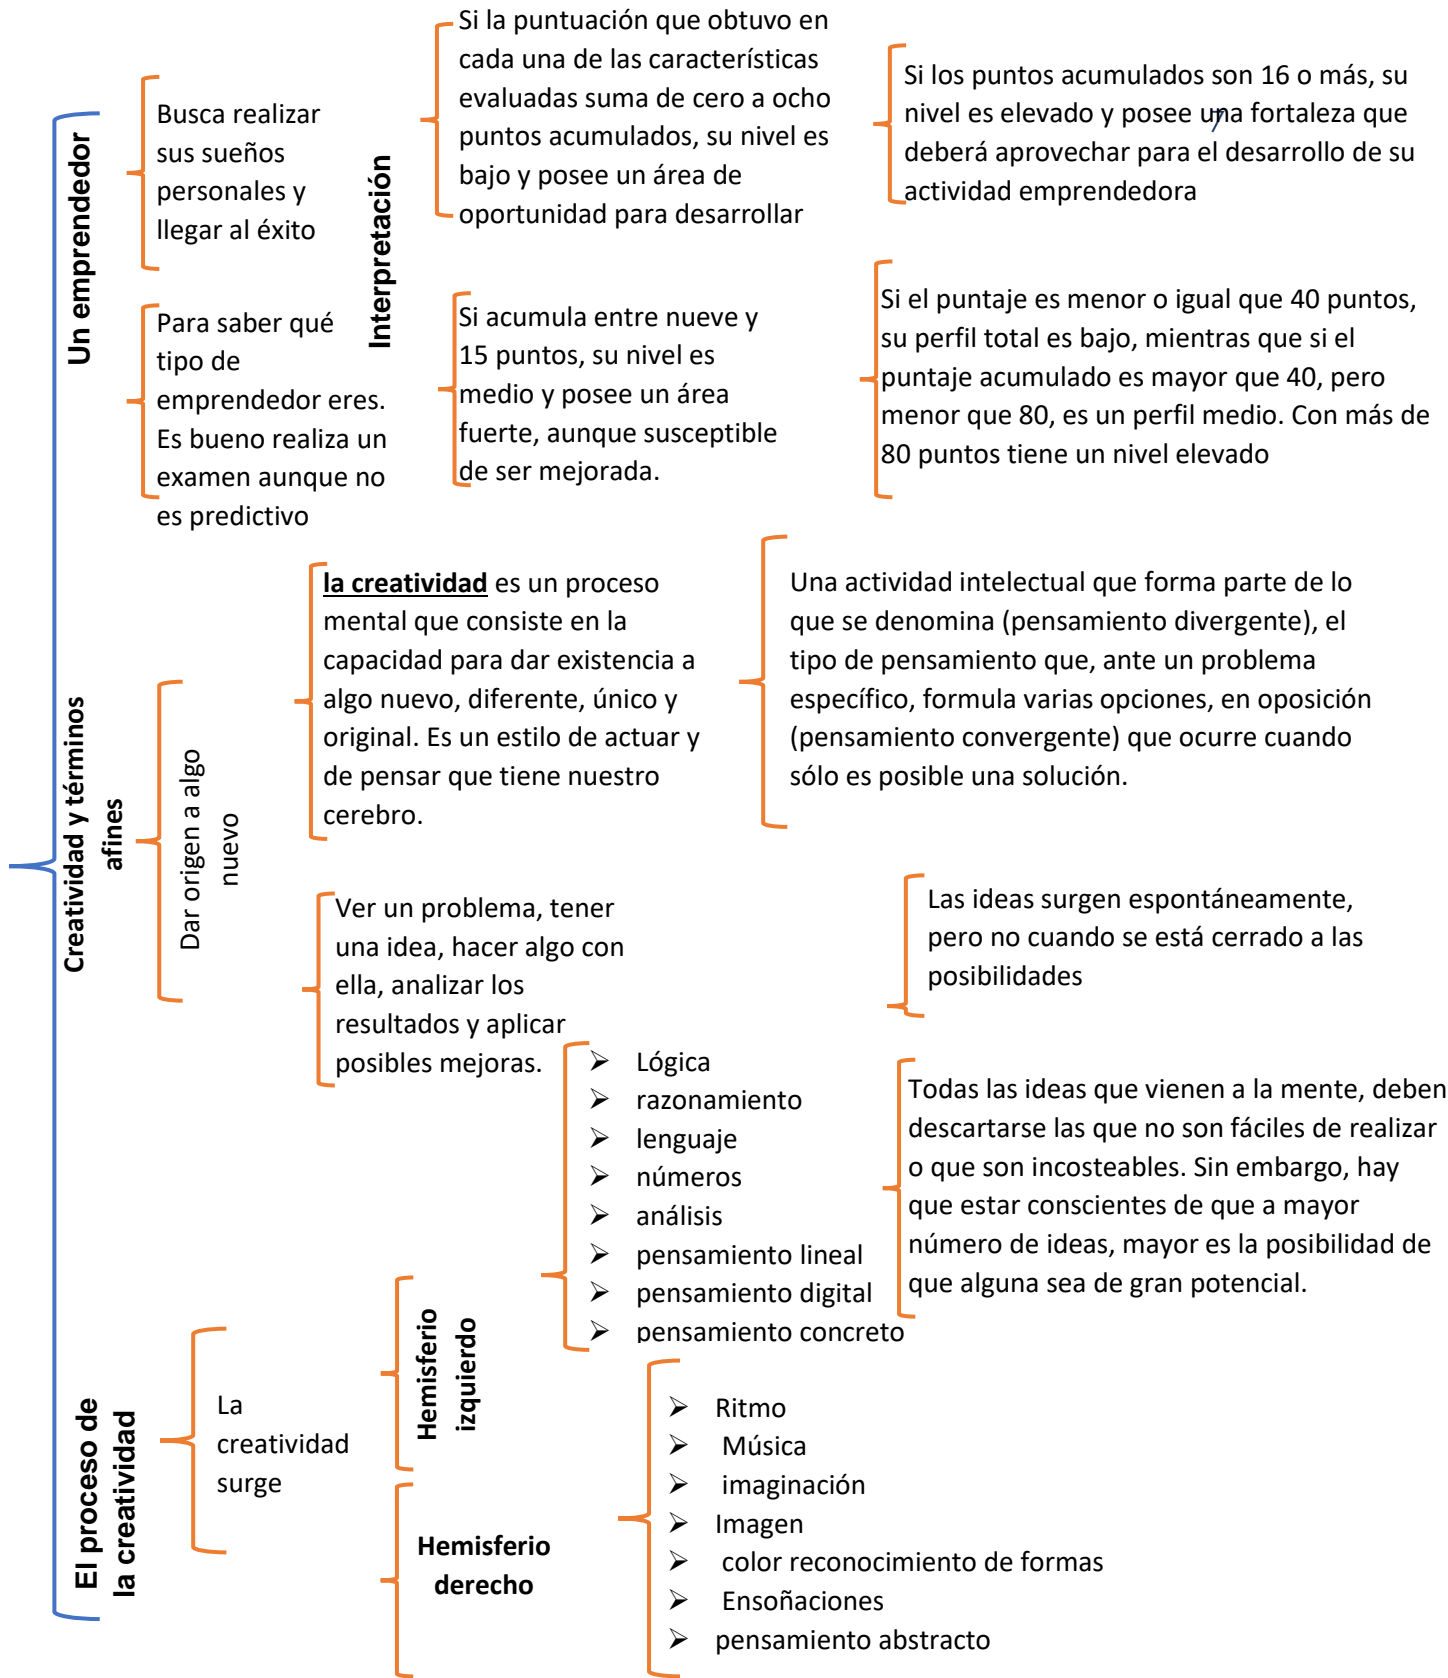 Un emprendedor
Busca realizar
sus sueños
personales y
llegar al éxito
Para saber qué
tipo de
emprendedor eres.
Es bueno realiza un
examen aunque no
es predictivo
Interpretación
Si la puntuación que obtuvo en
cada una de las características
evaluadas suma de cero a ocho
puntos acumulados, su nivel es
bajo y posee un área de
oportunidad para desarrollar
Si acumula entre nueve y
15 puntos, su nivel es
medio y posee un área
fuerte, aunque susceptible
de ser mejorada.
Si los puntos acumulados son 16 o más, su
nivel es elevado y posee una fortaleza que
deberá aprovechar para el desarrollo de su
actividad emprendedora
Si el puntaje es menor o igual que 40 puntos,
su perfil total es bajo, mientras que si el
puntaje acumulado es mayor que 40, pero
menor que 80, es un perfil medio. Con más de
80 puntos tiene un nivel elevado
Creatividad y términos
afines
Dar origen a algo
nuevo
la creatividad es un proceso
mental que consiste en la
capacidad para dar existencia a
algo nuevo, diferente, único y
original. Es un estilo de actuar y
de pensar que tiene nuestro
cerebro.
Una actividad intelectual que forma parte de lo
que se denomina (pensamiento divergente), el
tipo de pensamiento que, ante un problema
específico, formula varias opciones, en oposición
(pensamiento convergente) que ocurre cuando
sólo es posible una solución.
Ver un problema, tener
una idea, hacer algo con
ella, analizar los
resultados y aplicar
posibles mejoras.
Las ideas surgen espontáneamente,
pero no cuando se está cerrado a las
posibilidades
Todas las ideas que vienen a la mente, deben
descartarse las que no son fáciles de realizar
o que son incosteables. Sin embargo, hay
que estar conscientes de que a mayor
número de ideas, mayor es la posibilidad de
que alguna sea de gran potencial.
El proceso de
la creatividad
La
creatividad
surge
Hemisferio
izquierdo
➢ Lógica
➢ razonamiento
➢ lenguaje
➢ números
➢ análisis
➢ pensamiento lineal
➢ pensamiento digital
➢ pensamiento concreto
Hemisferio
derecho
➢ Ritmo
➢ Música
➢ imaginación
➢ Imagen
➢ color reconocimiento de formas
➢ Ensoñaciones
➢ pensamiento abstracto